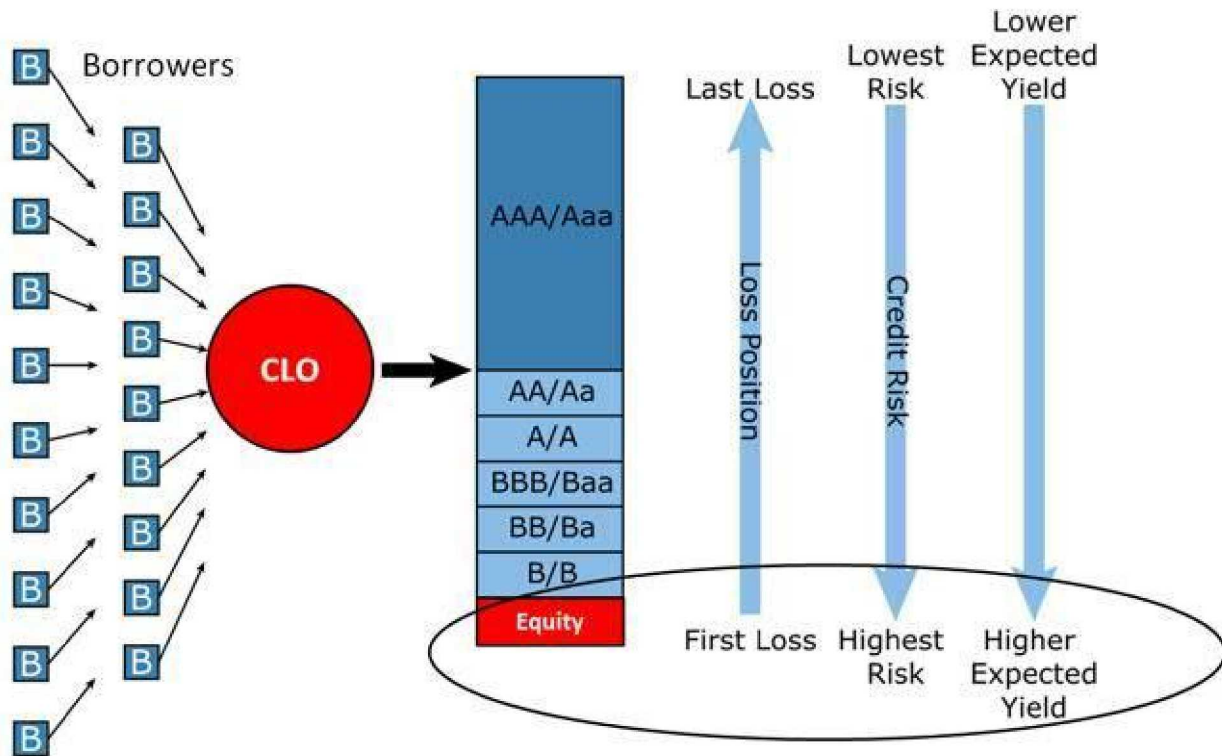 B
B
B
B
B
B
B
B
B
B
Borrowers
B
B
B
B
B
B
B
B
B
CLO
AAA/Aaa
AA/Aa
A/A
BBB/Baa
BB/Ba
B/B
Equity
Last Loss
Loss Position
First Loss
Lowest
Risk
Credit Risk
Highest
Risk
Lower
Expected
Yield
Higher
Expected
Yield